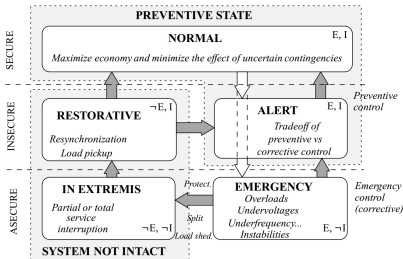 PREVENTIVE STATE
SECURE
NORMAL
E, I
Maximize economy and minimize the effect of uncertain contingencies
INSECURE
RESTORATIVE
¬E, I
Resynchronization
Load pickup
ALERT
E, I
Tradeoff of
preventive vs
corrective control
Preventive
control
ASECURE
IN EXTREMIS
Partial or total
service
interruption
¬E, ¬I
SYSTEM NOT INTACT
Protect.
Split
Load shed.
EMERGENCY
Overloads
Undervoltages
Underfrequency...
Instabilities
E, ¬I
Emergency
control
(corrective)